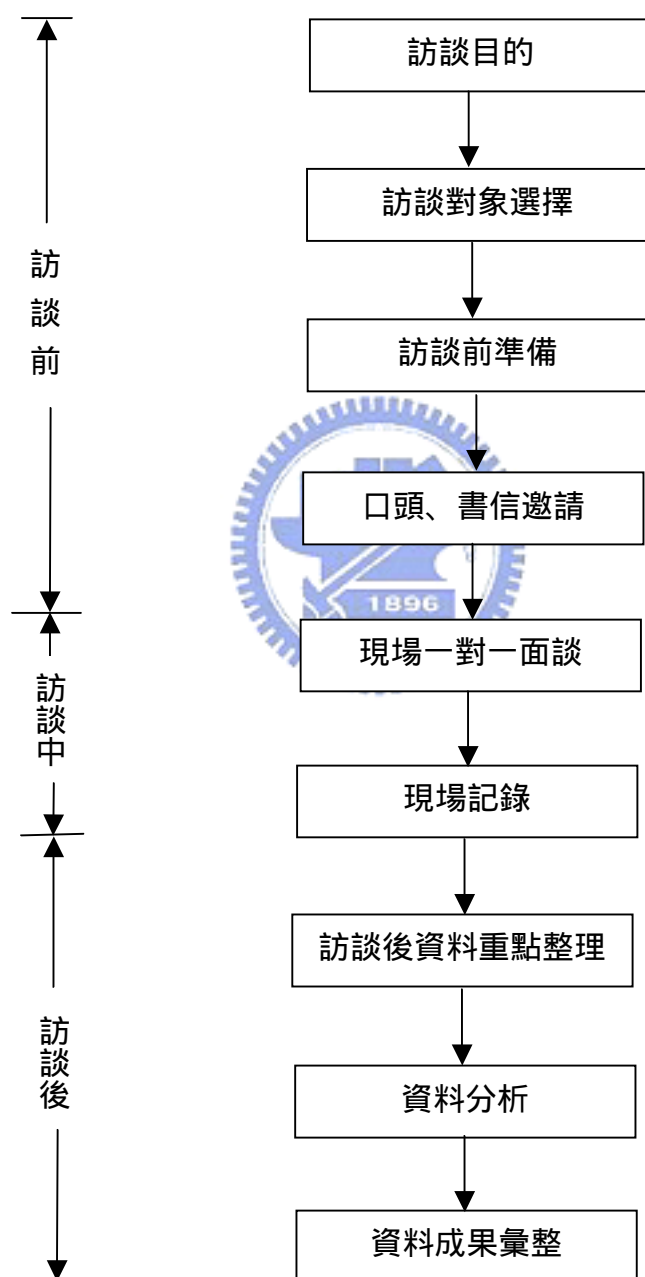 訪談目的
訪談對象選擇
訪談前準備
口頭、書信邀請
現場一對一面談
現場記錄
訪談後資料重點整理
資料分析
資料成果彙整
訪談前
訪談中
訪談後
1896